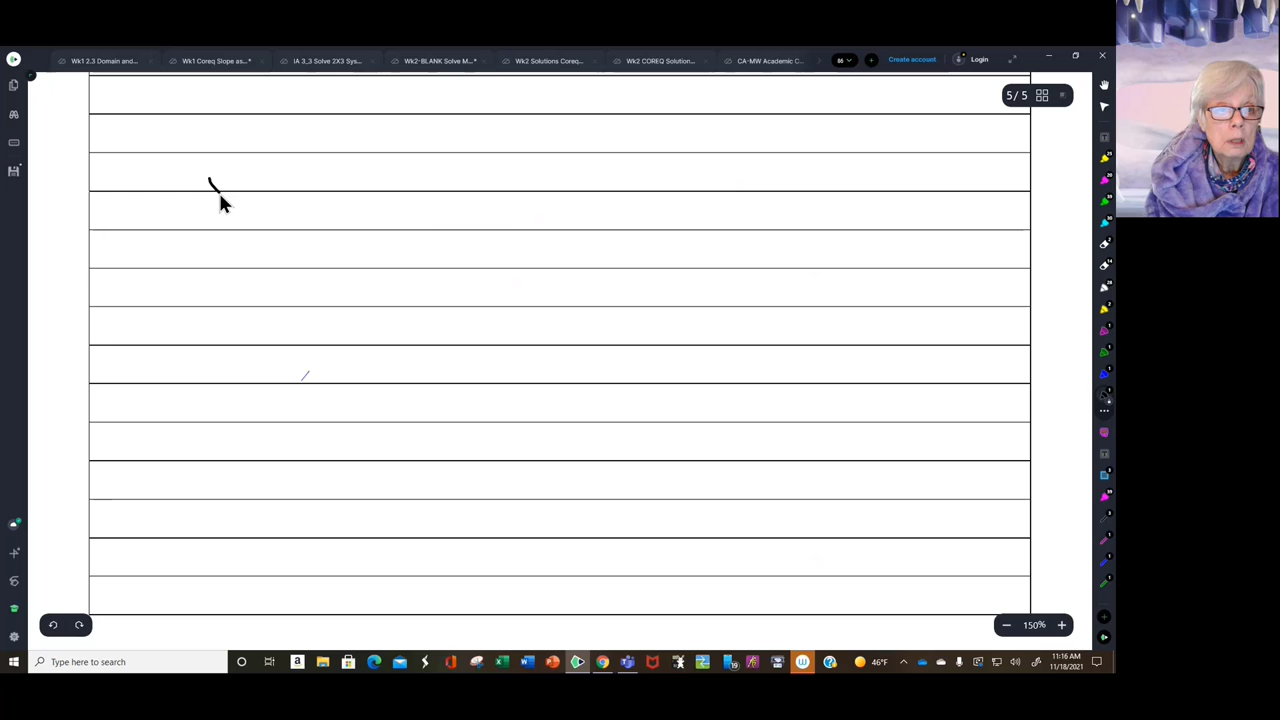 Wk1 2.3 Domain and... Wk1 Coreq Slope as...* IA 3_3 Solve 2X3 Sys... Wk2-BLANK Solve M...* Wk2 Solutions Coreq... Wk2 COREQ Solution... CA-MW Academic C... 86 Create account Login
5/5
150%
Type here to search
46°F
11:16 AM
11/18/2021